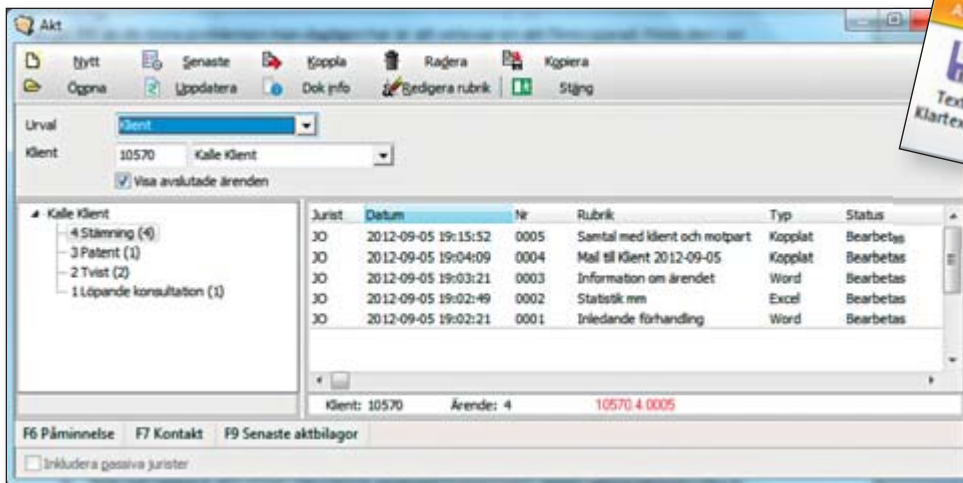 Akt
Nytt Senaste Koppla Radera Kopiera
Öppna Uppdatera Dok info Redigera rubrik Stäng
Urval Klient
Klient 10570 Kalle Klient
Visa avslutade ärenden
Kalle Klient
4 Stämning (4)
3 Patent (1)
2 Tvist (2)
1 Löpande konsultation (1)
Jurist Datum Nr Rubrik Typ Status
JO 2012-09-05 19:15:52 0005 Samtal med klient och motpart Kopplat Bearbetas
JO 2012-09-05 19:04:09 0004 Mail till Klient 2012-09-05 Kopplat Bearbetas
JO 2012-09-05 19:03:21 0003 Information om ärendet Word Bearbetas
JO 2012-09-05 19:02:49 0002 Statistik mm Excel Bearbetas
JO 2012-09-05 19:02:21 0001 Inledande förhandling Word Bearbetas
Klient: 10570 Ärende: 4 10570.4.0005
F6 Påminnelse F7 Kontakt F9 Senaste aktbilagor
Inkludera passiva jurister